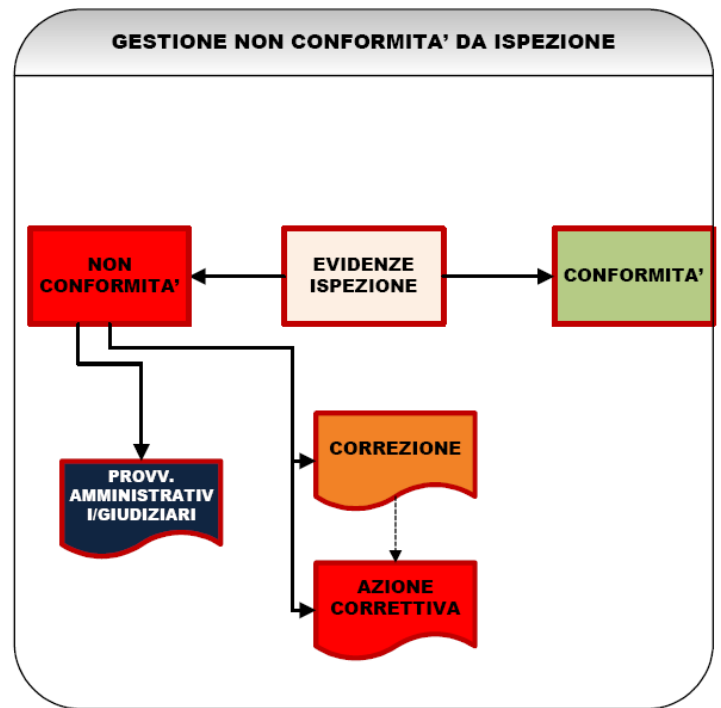 GESTIONE NON CONFORMITA’ DA ISPEZIONE
NON
CONFORMITA’
EVIDENZE
ISPEZIONE
CONFORMITA’
CORREZIONE
PROVV.
AMMINISTRATIV
I/GIUDIZIARI
AZIONE
CORRETTIVA